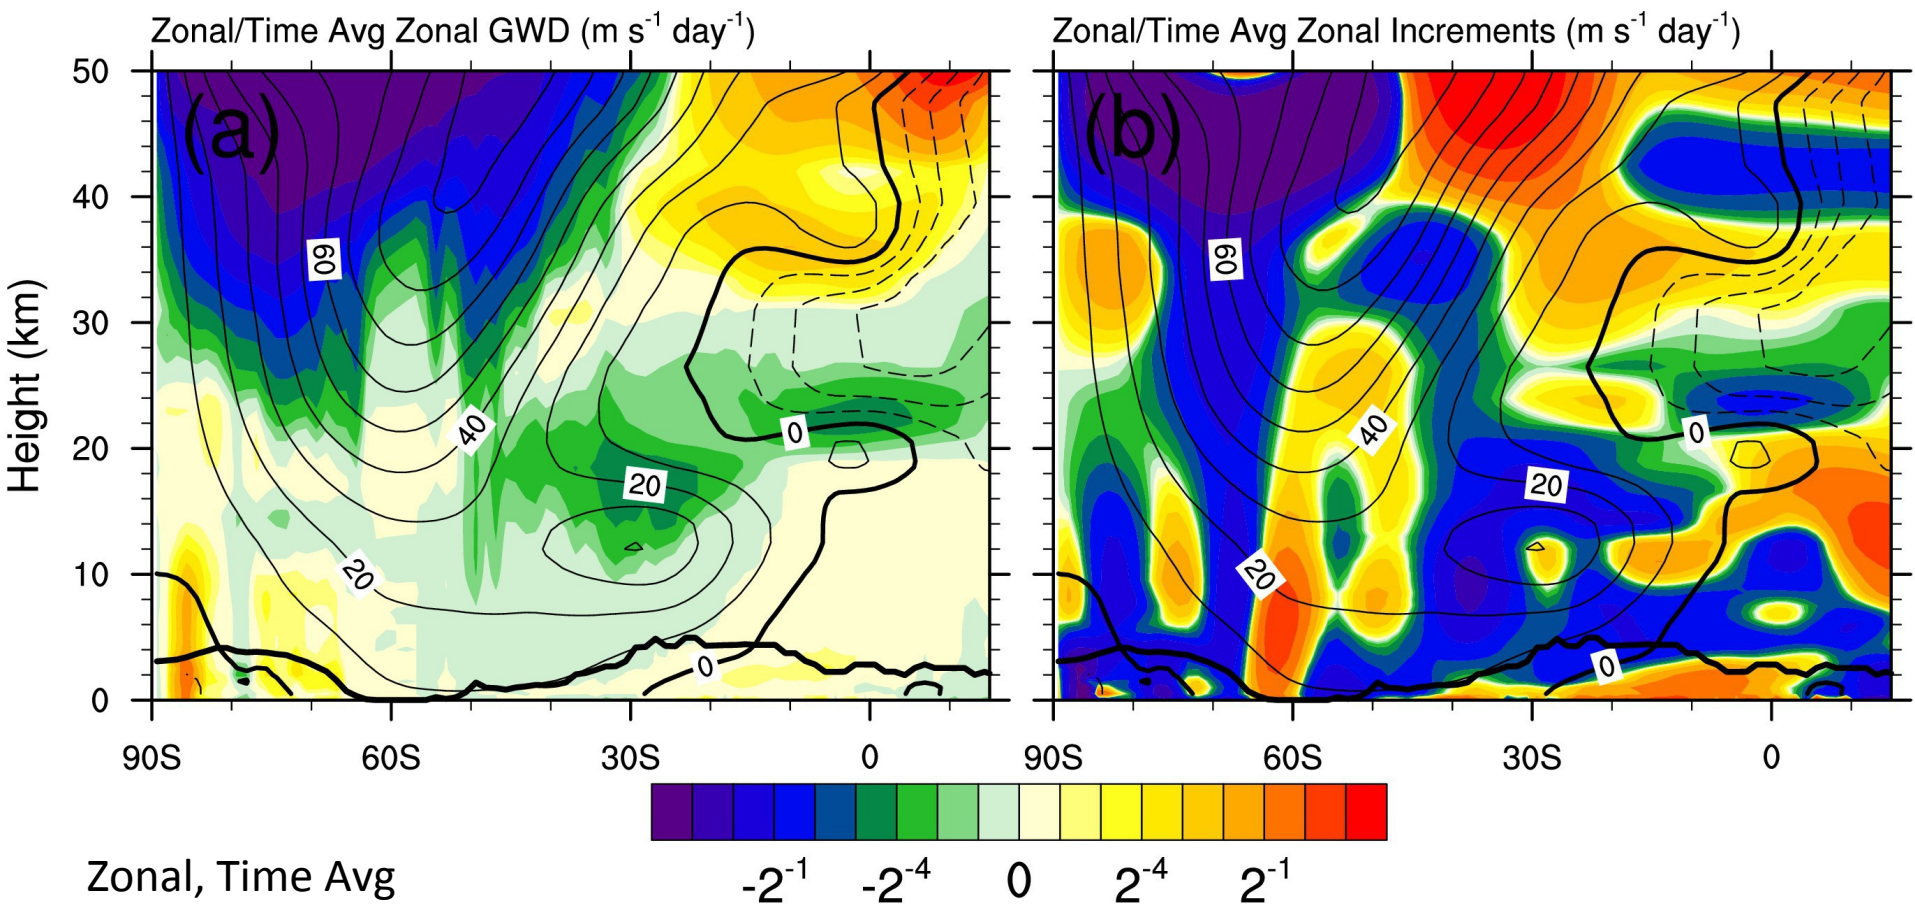 Zonal/Time Avg Zonal GWD (m s⁻¹ day⁻¹)
Zonal/Time Avg Zonal Increments (m s⁻¹ day⁻¹)
(a)
(b)
Height (km)
50
40
30
20
10
0
60
40
20
20
0
0
60
40
20
20
0
0
90S 60S 30S 0
90S 60S 30S 0
-2⁻¹ -2⁻⁴ 0 2⁻⁴ 2⁻¹
Zonal, Time Avg